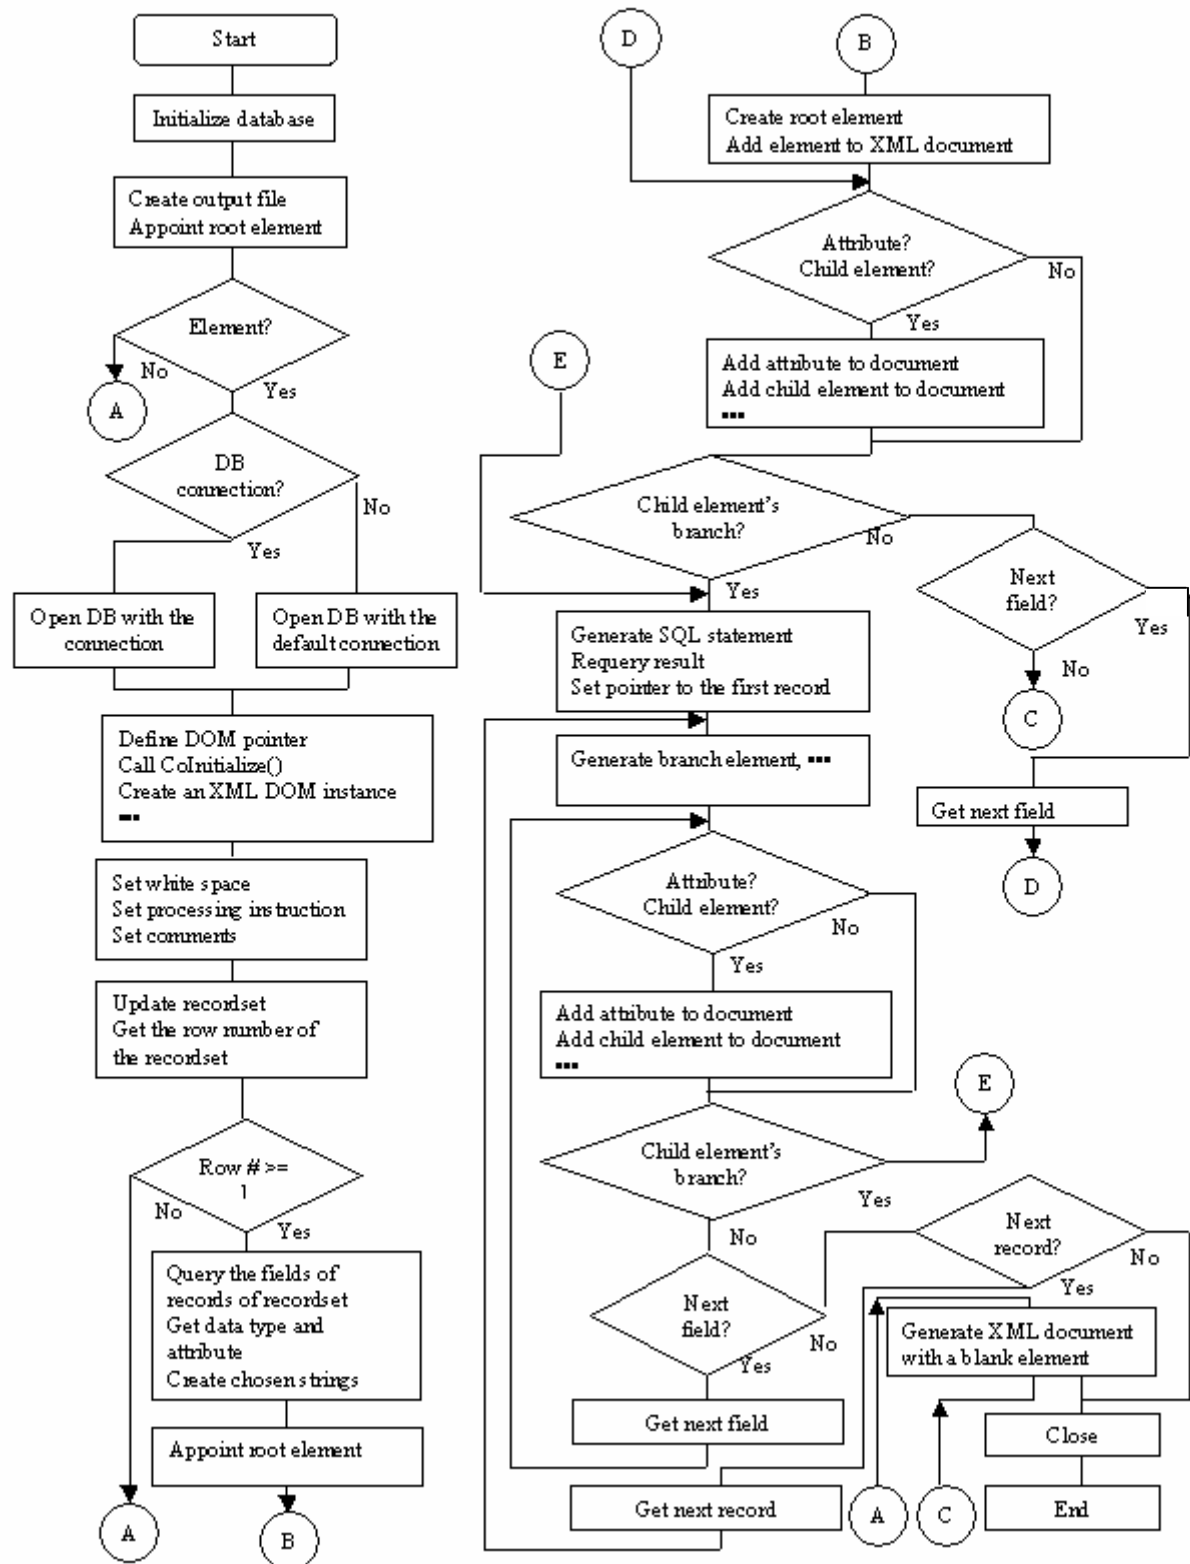 Start
Initialize database
Create output file
Appoint root element
Element?
No
Yes
A
DB
connection?
No
Yes
Open DB with the
connection
Open DB with the
default connection
Define DOM pointer
Call CoInitialize()
Create an XML DOM instance
...
Set white space
Set processing instruction
Set comments
Update recordset
Get the row number of
the recordset
Row # >=
1
No
Yes
Query the fields of
records of recordset
Get data type and
attribute
Create chosen strings
Appoint root element
A
B
D
B
Create root element
Add element to XML document
Attribute?
Child element?
No
Yes
Add attribute to document
Add child element to document
...
E
Child element's
branch?
No
Yes
Next
field?
Yes
No
C
Get next field
D
Generate SQL statement
Requery result
Set pointer to the first record
Generate branch element, ...
Attribute?
Child element?
No
Yes
Add attribute to document
Add child element to document
...
E
Child element's
branch?
Yes
No
Next
field?
No
Yes
Get next field
Next
record?
No
Yes
Get next record
Generate XML document
with a blank element
A
C
Close
End